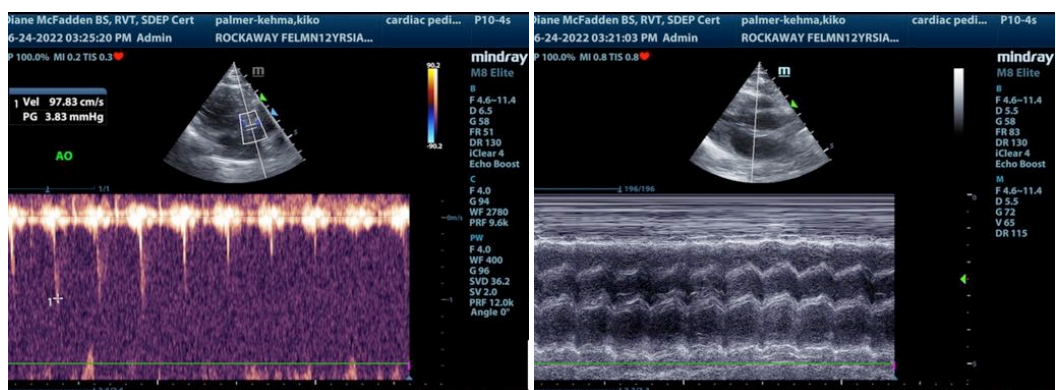 Diane McFadden BS, RVT, SDEP Cert palmer-kehma,kiko cardiac pedi... P10-4s
6-24-2022 03:25:20 PM Admin ROCKAWAY FELMN12YRSIA...
P 100.0% MI 0.2 TIS 0.3
mindray
M8 Elite
1 Vel 97.83 cm/s
PG 3.83 mmHg
AO
m
5
90.2
-90.2
B
F 4.6~11.4
D 6.5
G 58
FR 51
DR 130
iClear 4
Echo Boost
C
F 4.0
G 94
WF 2780
PRF 9.6k
PW
F 4.0
WF 400
G 96
SVD 36.2
SV 2.0
PRF 12.0k
Angle 0°
1/1
0m/s
-1
1
Diane McFadden BS, RVT, SDEP Cert palmer-kehma,kiko cardiac pedi... P10-4s
6-24-2022 03:21:03 PM Admin ROCKAWAY FELMN12YRSIA...
P 100.0% MI 0.8 TIS 0.8
mindray
M8 Elite
m
5
B
F 4.6~11.4
D 5.5
G 58
FR 83
DR 130
iClear 4
Echo Boost
M
F 4.6~11.4
D 5.5
G 72
V 65
DR 115
196/196
0
5